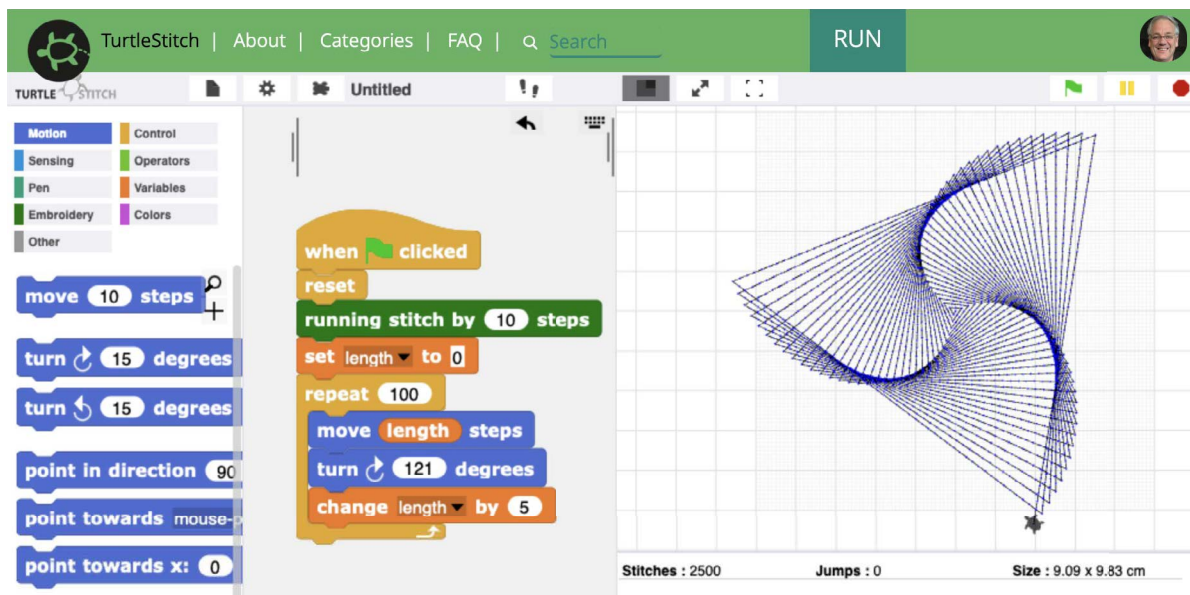 TurtleStitch | About | Categories | FAQ | Search RUN
TURTLE STITCH Untitled
Motion Control
Sensing Operators
Pen Variables
Embroidery Colors
Other
move 10 steps
turn 15 degrees
turn 15 degrees
point in direction 90
point towards mouse-p
point towards x: 0
when clicked
reset
running stitch by 10 steps
set length to 0
repeat 100
move length steps
turn 121 degrees
change length by 5
Stitches : 2500 Jumps : 0 Size : 9.09 x 9.83 cm